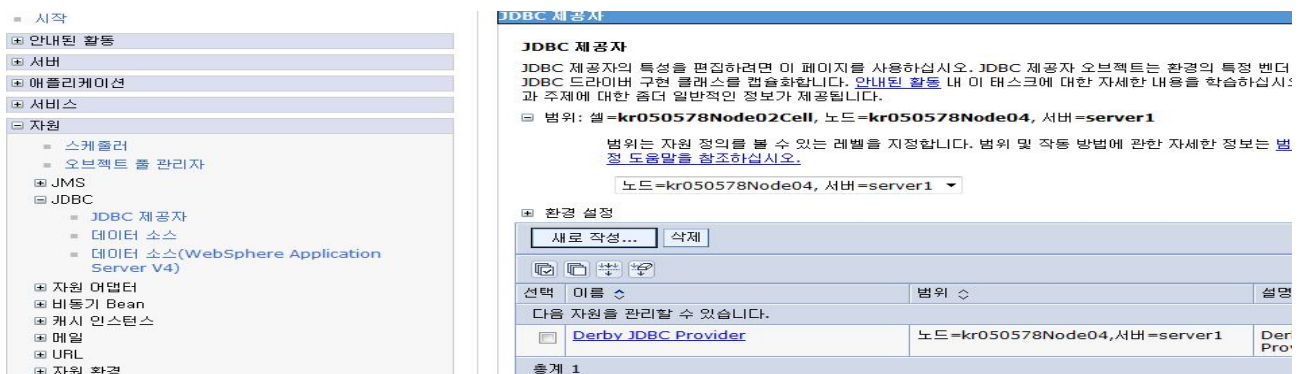 시작
안내된 활동
서버
애플리케이션
서비스
자원
스케줄러
오브젝트 풀 관리자
JMS
JDBC
JDBC 제공자
데이터 소스
데이터 소스(WebSphere Application
Server V4)
자원 어댑터
비동기 Bean
캐시 인스턴스
메일
URL
자원 환경
JDBC 제공자
JDBC 제공자
JDBC 제공자의 특성을 편집하려면 이 페이지를 사용하십시오. JDBC 제공자 오브젝트는 환경의 특정 벤더
JDBC 드라이버 구현 클래스를 캡슐화합니다. 안내된 활동 내 이 태스크에 대한 자세한 내용을 학습하십시오
과 주제에 대한 좀더 일반적인 정보가 제공됩니다.
범위: 셀=kr050578Node02Cell, 노드=kr050578Node04, 서버=server1
범위는 자원 정의를 볼 수 있는 레벨을 지정합니다. 범위 및 작동 방법에 관한 자세한 정보는 범
정 도움말을 참조하십시오.
노드=kr050578Node04, 서버=server1
환경 설정
새로 작성... 삭제
선택 이름 범위 설명
다음 자원을 관리할 수 있습니다.
Derby JDBC Provider 노드=kr050578Node04,서버=server1 Der
Prov
총계 1